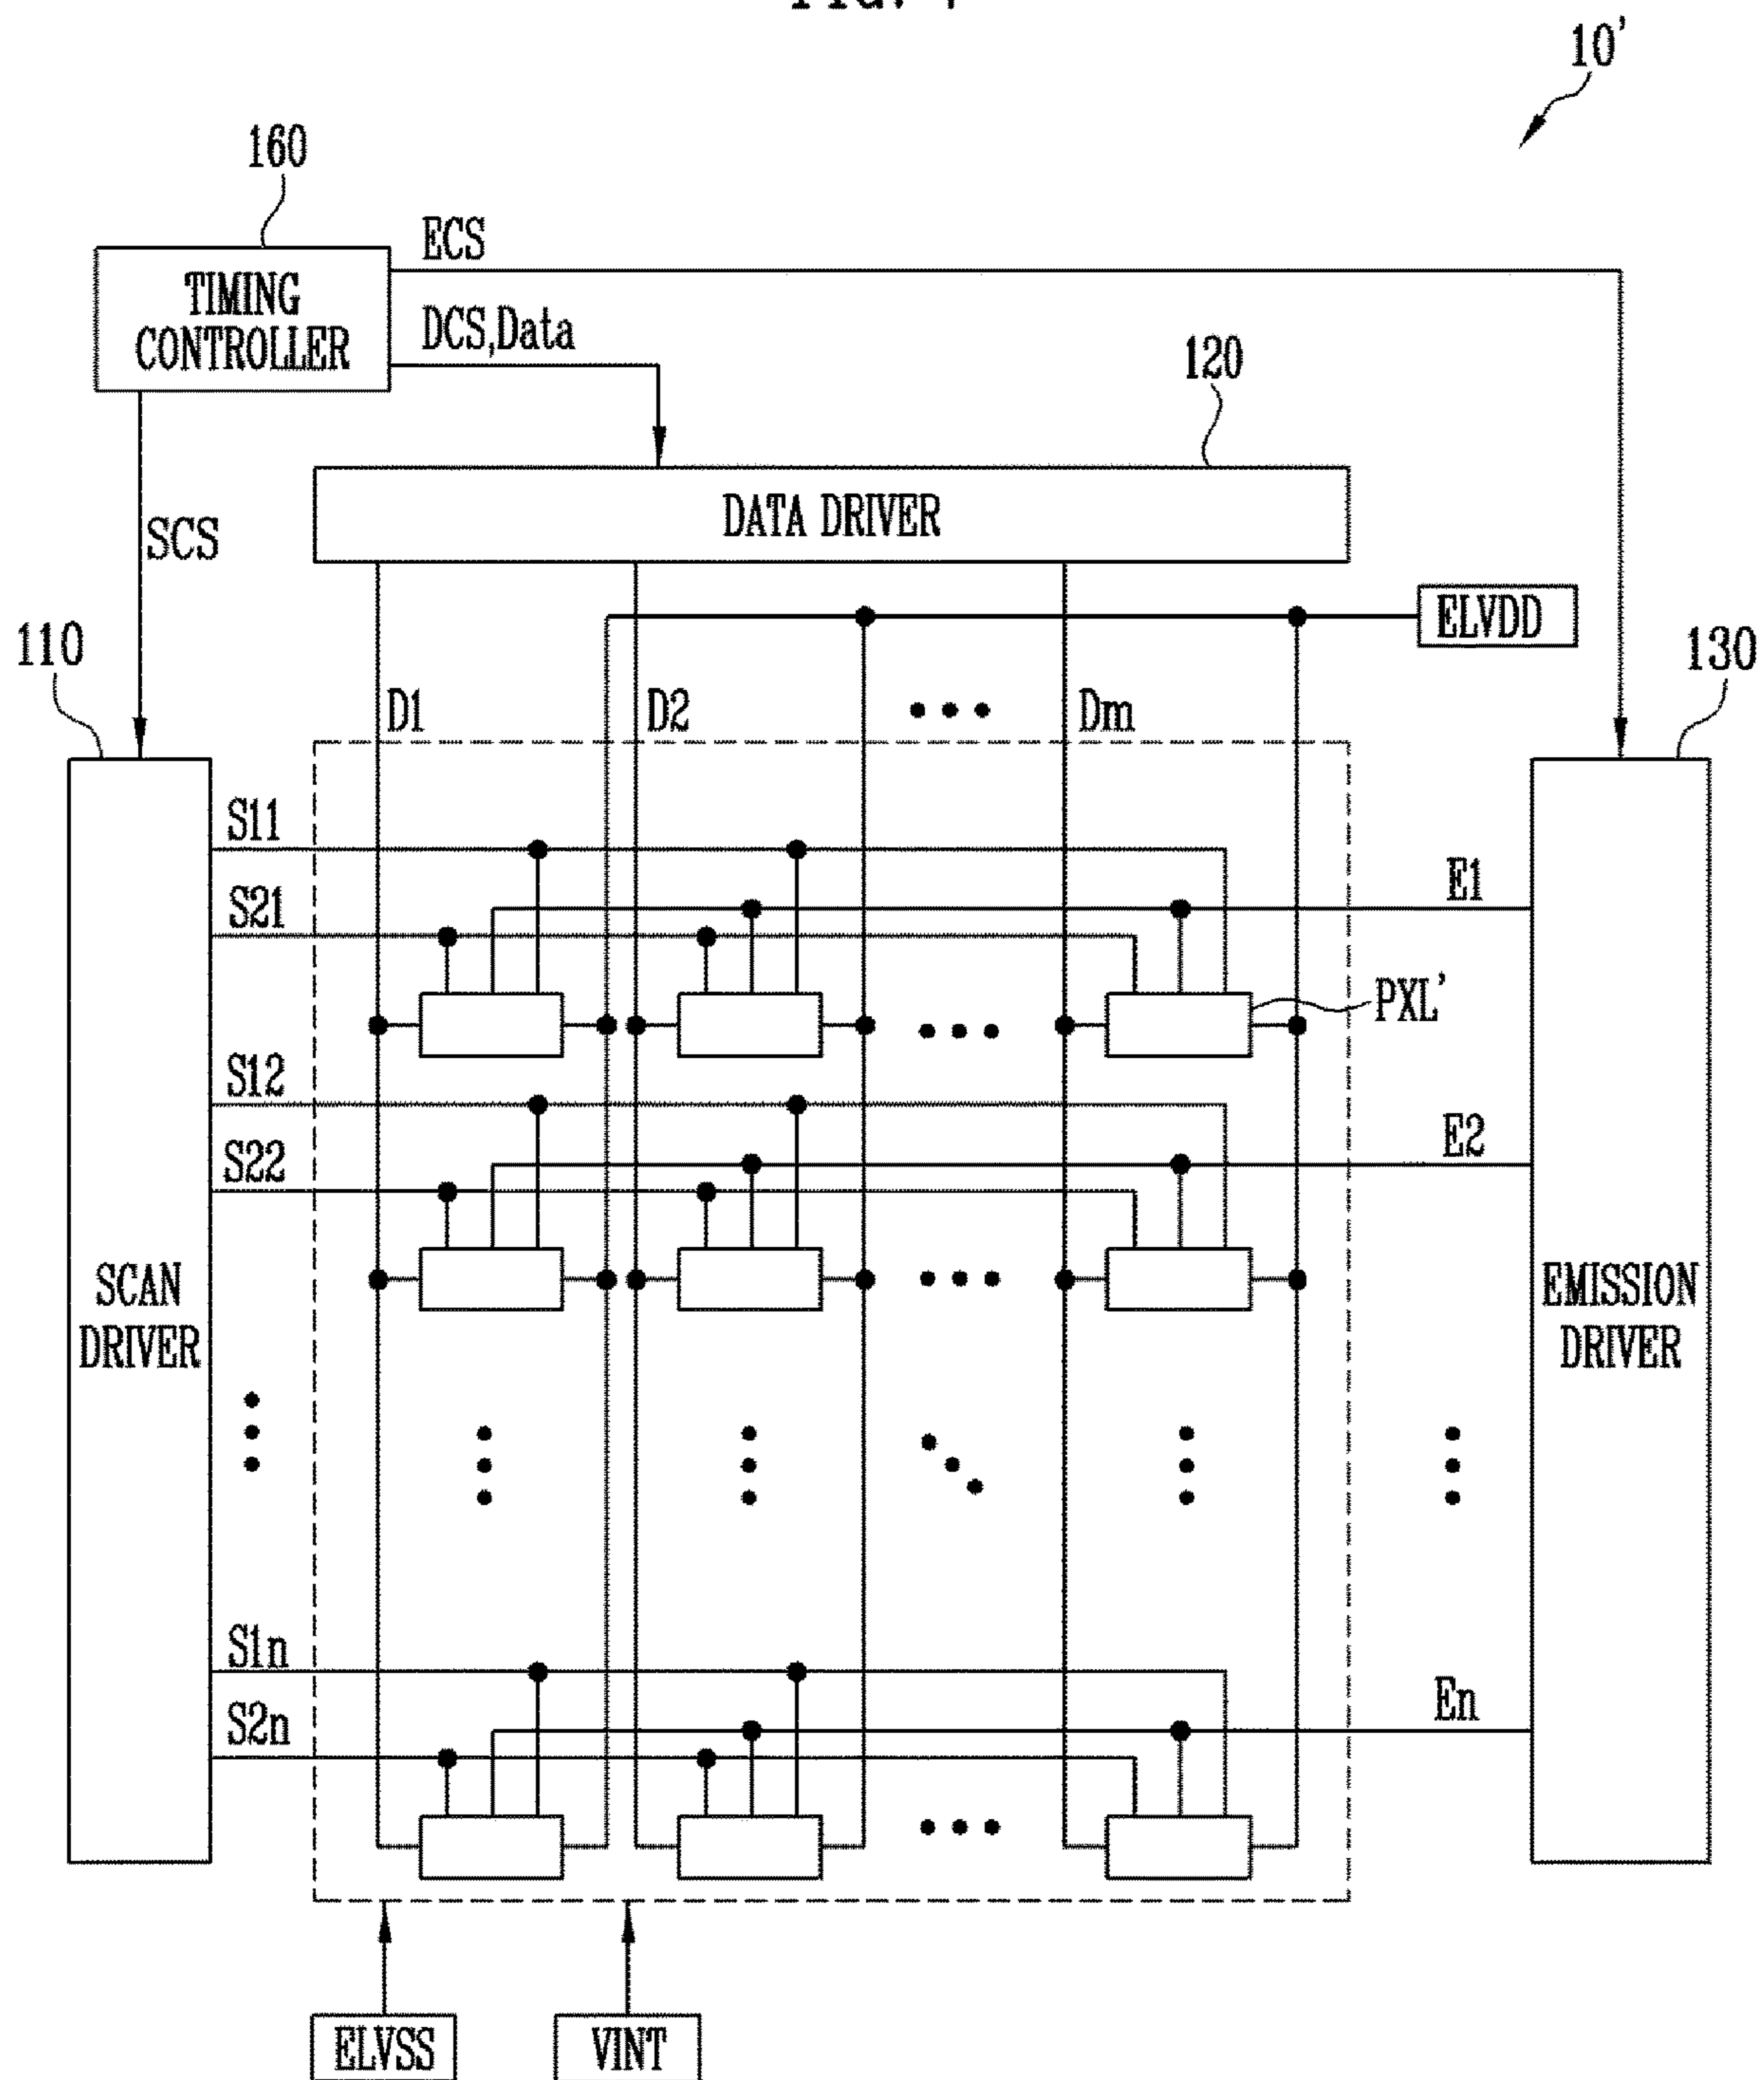 10'
160
TIMING
CONTROLLER
ECS
DCS,Data
120
SCS
DATA DRIVER
ELVDD
110
130
D1
D2
Dm
S11
E1
S21
PXL'
S12
E2
S22
SCAN
DRIVER
EMISSION
DRIVER
S1n
En
S2n
ELVSS
VINT